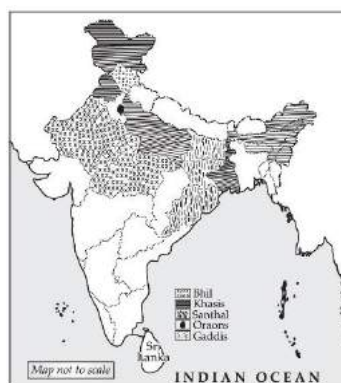 Bhil
Khasis
Santhal
Oraons
Gaddis
Sri
Lanka
Map not to scale
INDIAN OCEAN